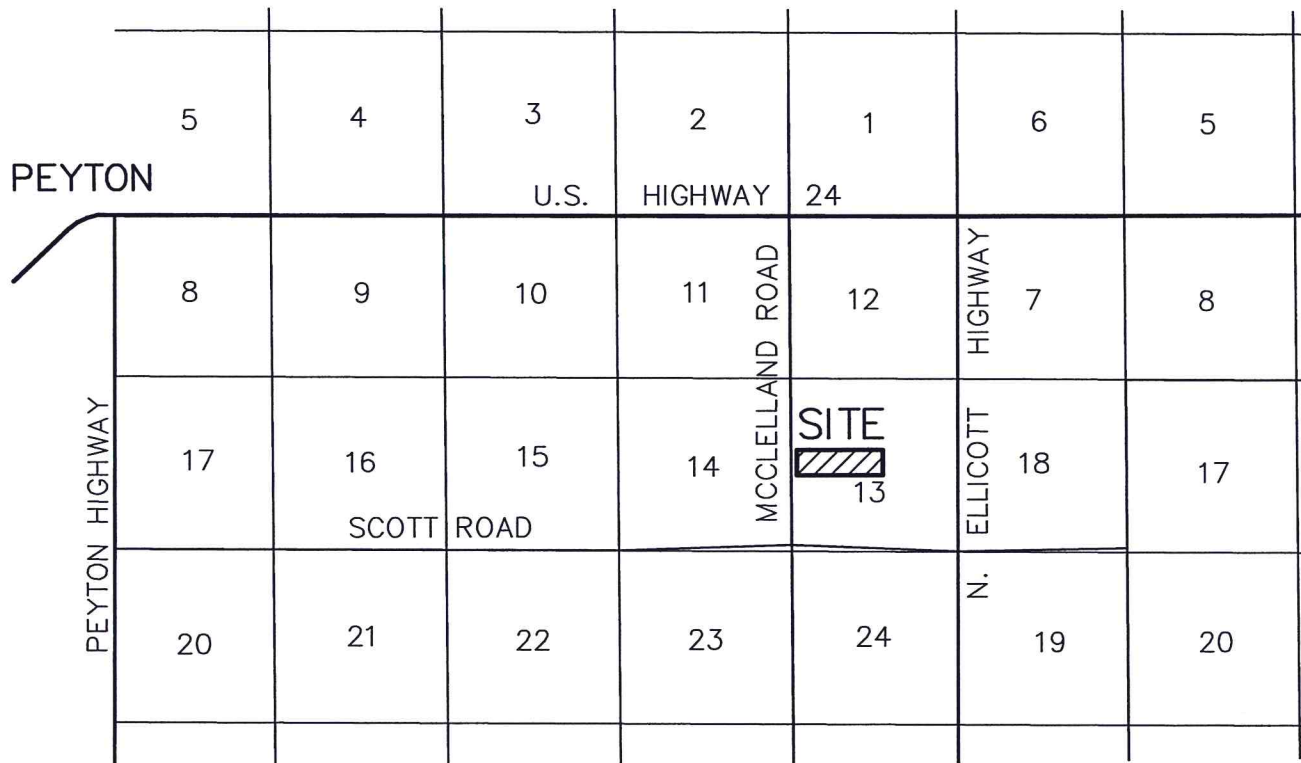 5 4 3 2 1 6 5
PEYTON
U.S. HIGHWAY 24
8 9 10 11 12 7 8
MCCLELLAND ROAD
N. ELLICOTT HIGHWAY
PEYTON HIGHWAY
SITE
17 16 15 14 13 18 17
SCOTT ROAD
20 21 22 23 24 19 20